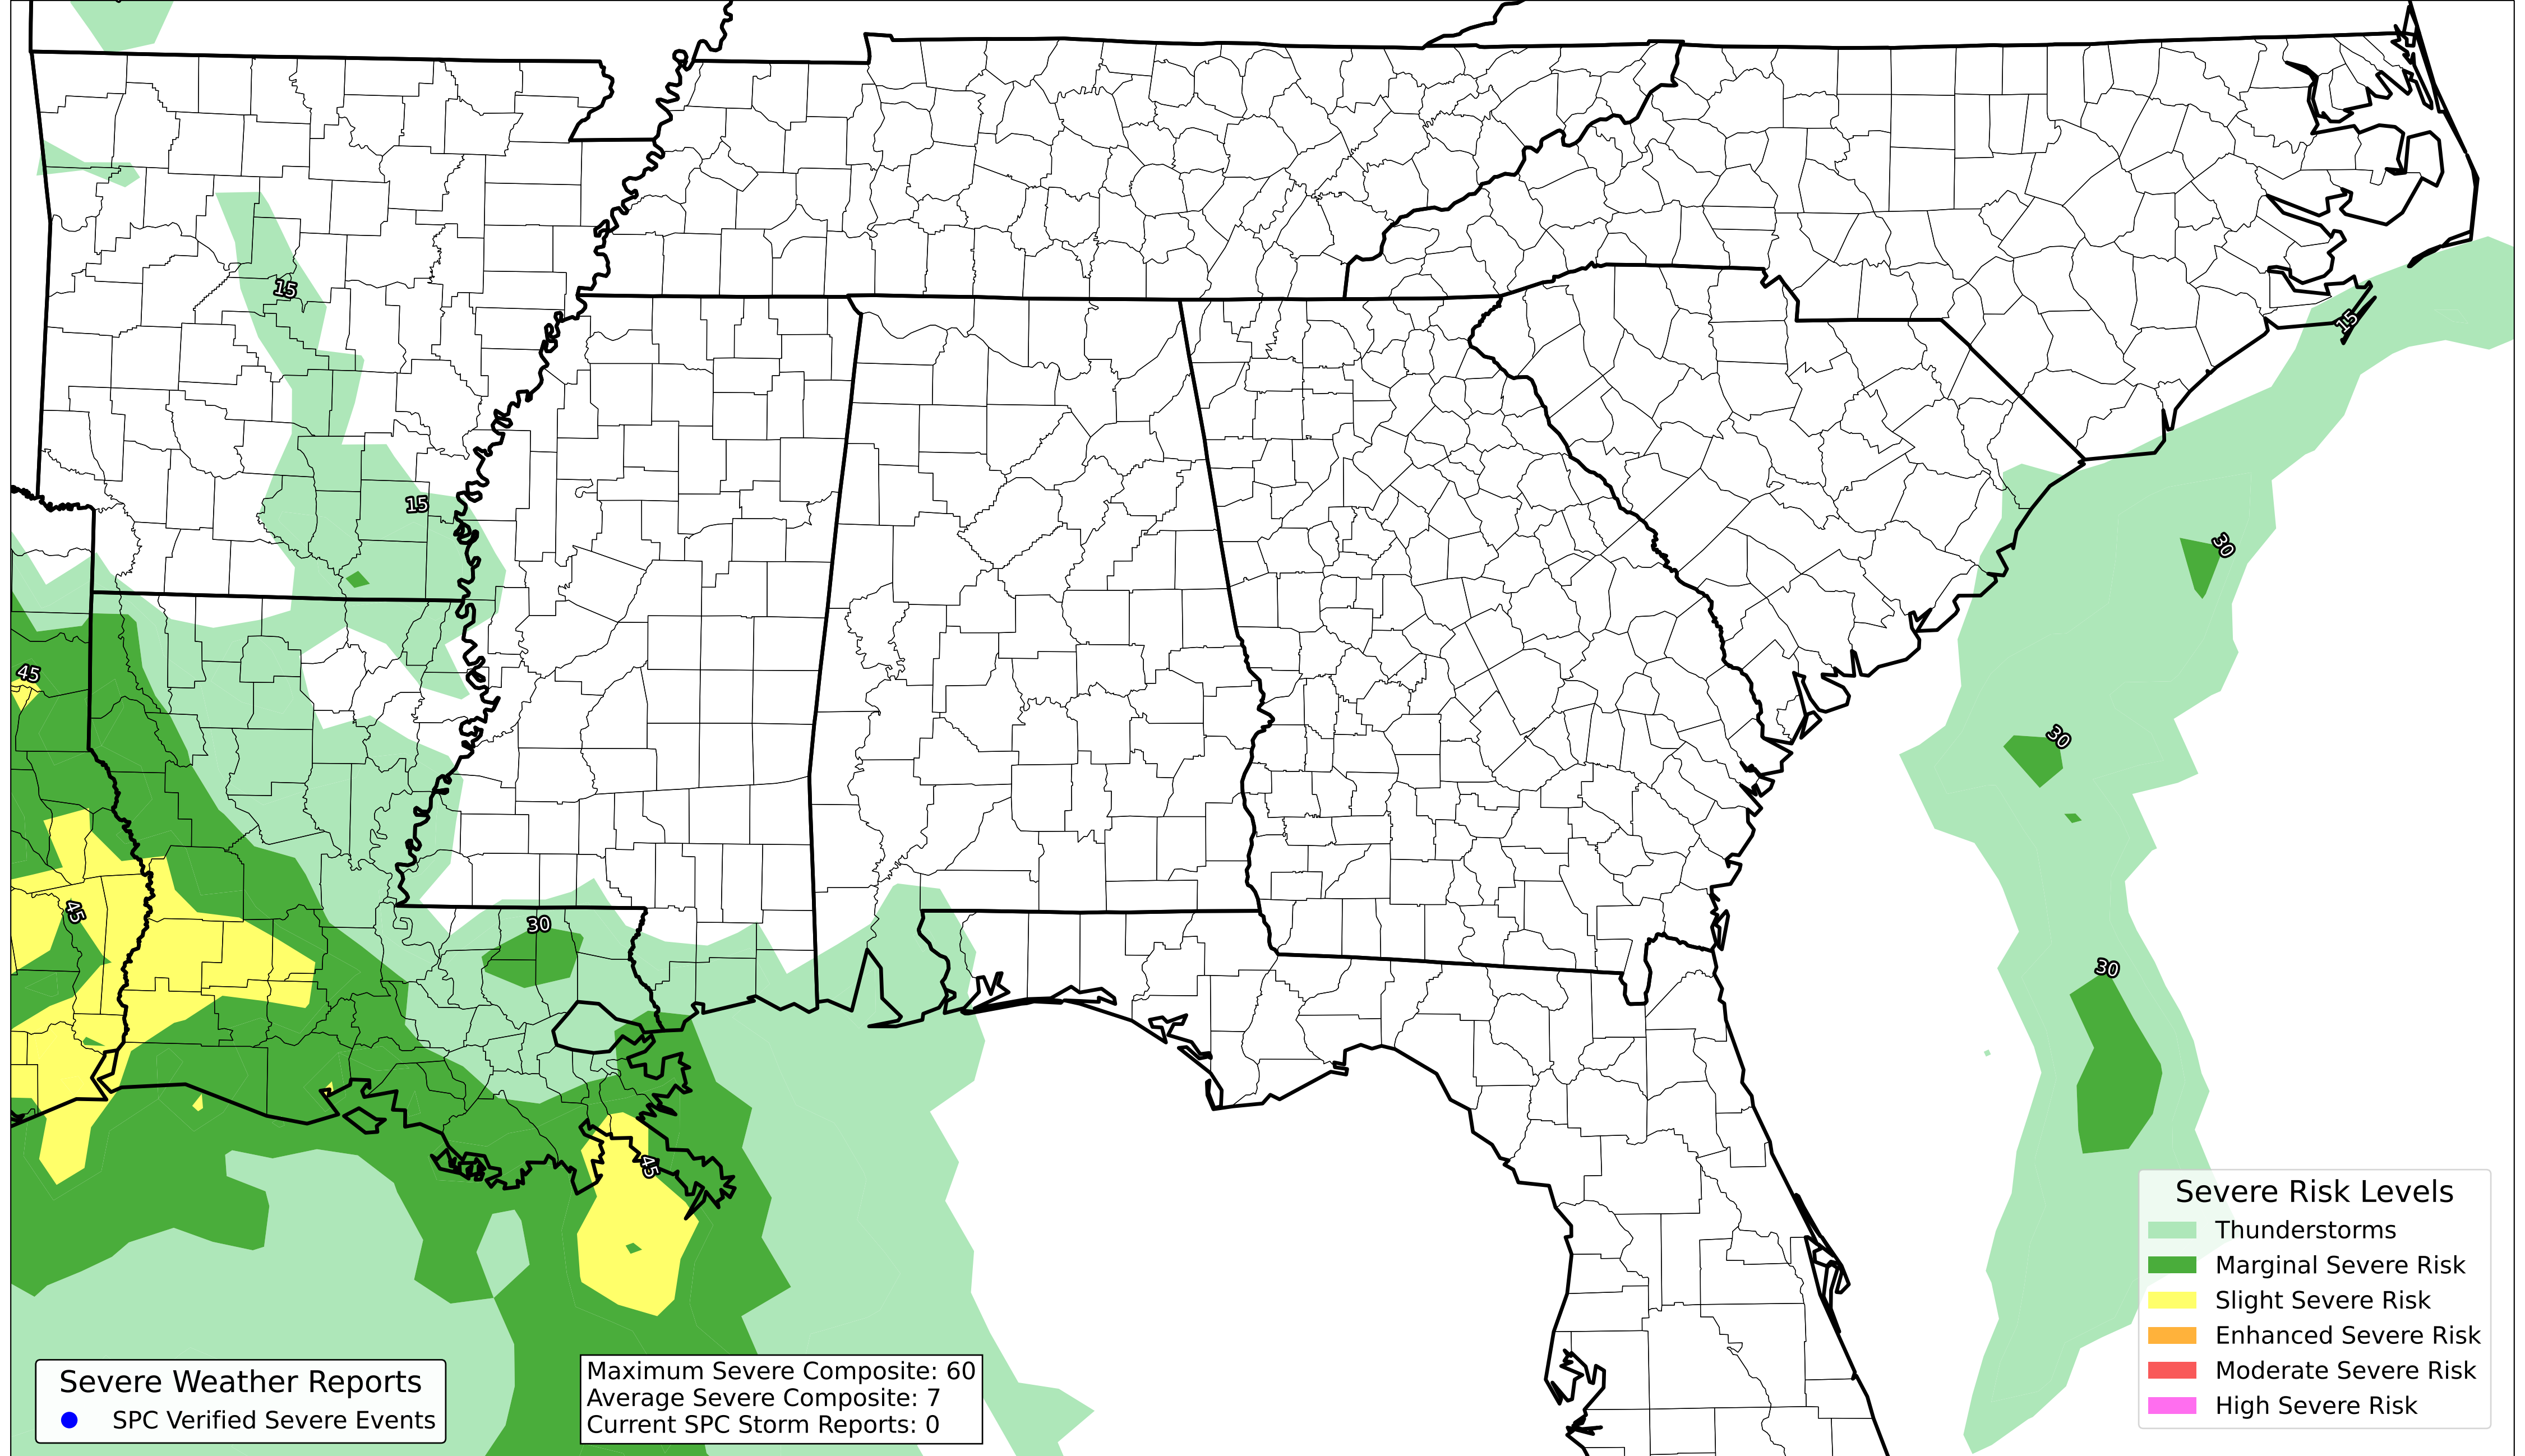 15
15
15
30
45
30
45
30
30
45
Severe Risk Levels
Thunderstorms
Marginal Severe Risk
Slight Severe Risk
Enhanced Severe Risk
Moderate Severe Risk
High Severe Risk
Severe Weather Reports
SPC Verified Severe Events
Maximum Severe Composite: 60
Average Severe Composite: 7
Current SPC Storm Reports: 0